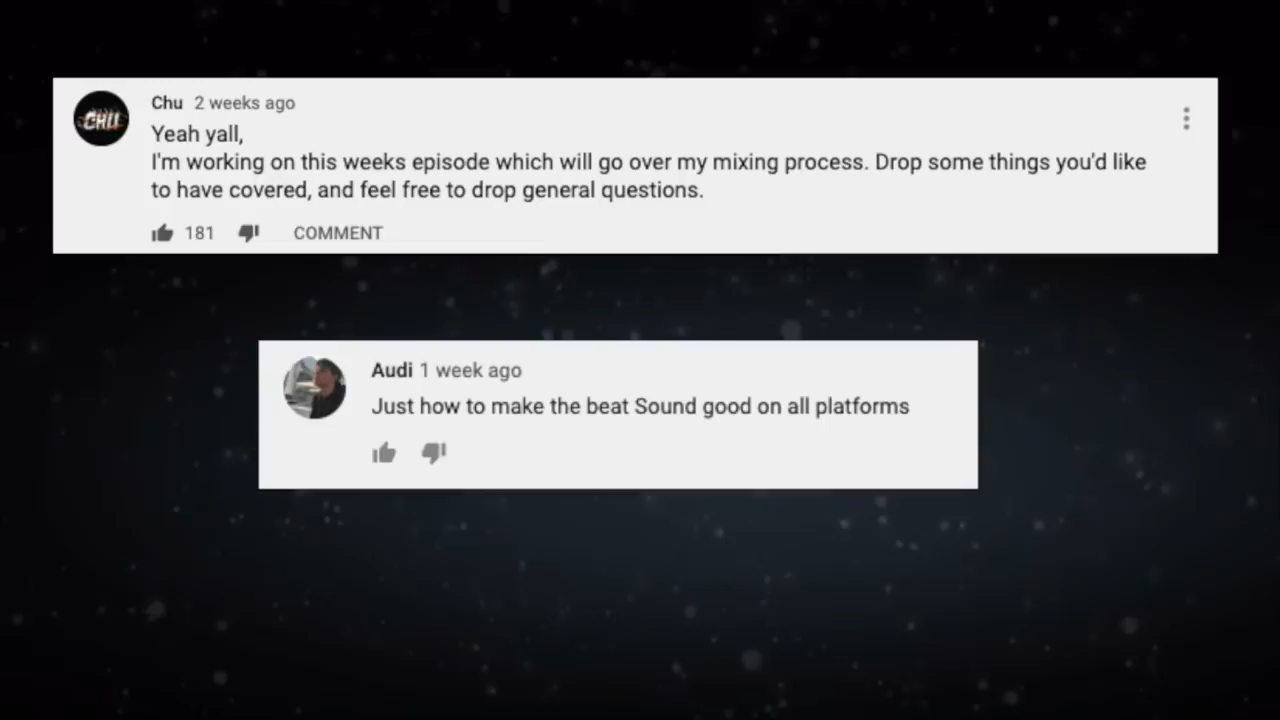 CHU
Chu 2 weeks ago
Yeah yall,
I'm working on this weeks episode which will go over my mixing process. Drop some things you'd like
to have covered, and feel free to drop general questions.
181 COMMENT
Audi 1 week ago
Just how to make the beat Sound good on all platforms